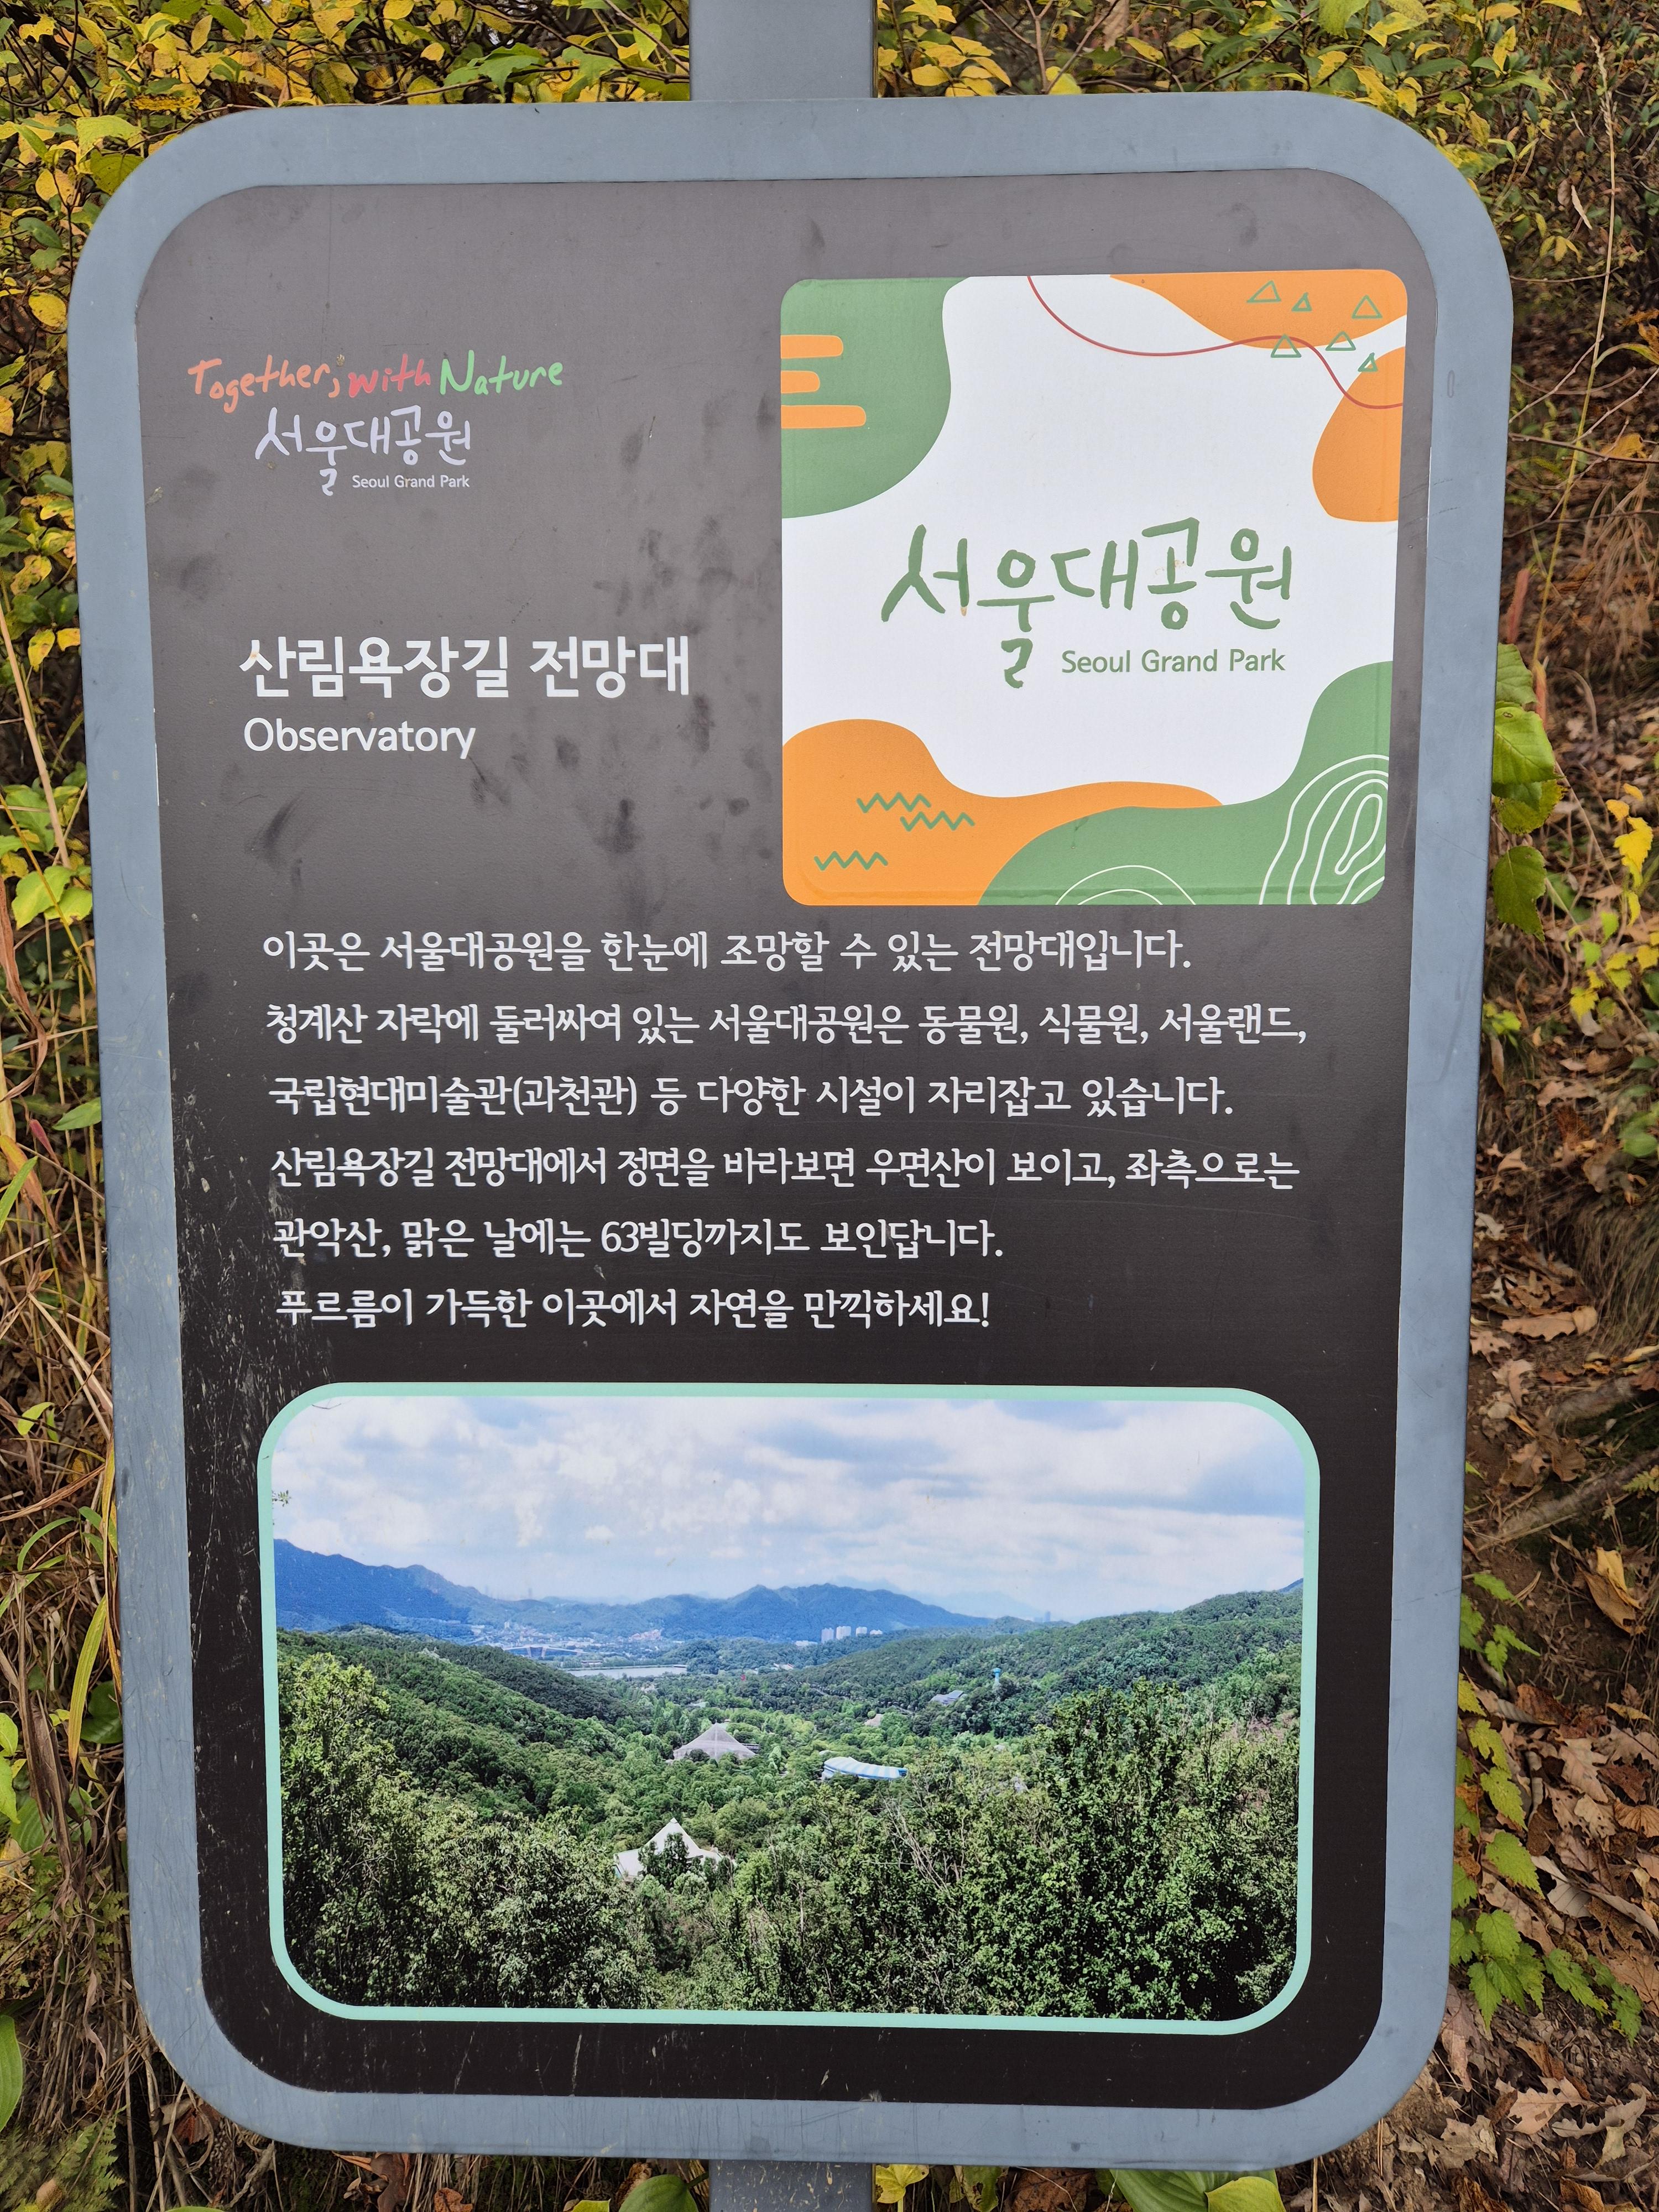 Together, with Nature
서울대공원
Seoul Grand Park
서울대공원
Seoul Grand Park
산림욕장길 전망대
Observatory
이곳은 서울대공원을 한눈에 조망할 수 있는 전망대입니다.
청계산 자락에 둘러싸여 있는 서울대공원은 동물원, 식물원, 서울랜드,
국립현대미술관(과천관) 등 다양한 시설이 자리잡고 있습니다.
산림욕장길 전망대에서 정면을 바라보면 우면산이 보이고, 좌측으로는
관악산, 맑은 날에는 63빌딩까지도 보인답니다.
푸르름이 가득한 이곳에서 자연을 만끽하세요!